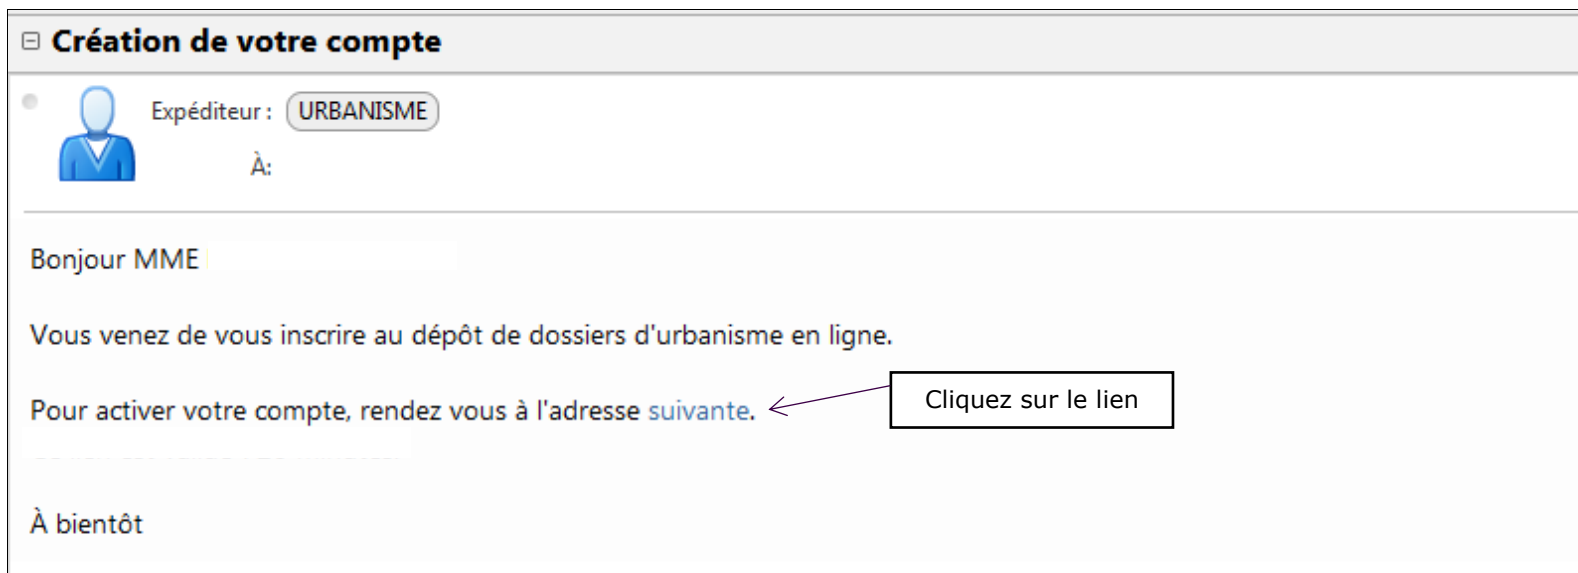 Création de votre compte
Expéditeur : URBANISME
À:
Bonjour MME
Vous venez de vous inscrire au dépôt de dossiers d'urbanisme en ligne.
Pour activer votre compte, rendez vous à l'adresse suivante.
Cliquez sur le lien
À bientôt